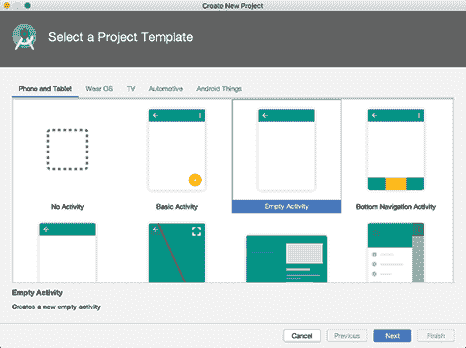 Create New Project
Select a Project Template
Phone and Tablet Wear OS TV Automotive Android Things
No Activity Basic Activity Empty Activity Bottom Navigation Activity
Empty Activity
Creates a new empty activity
Cancel Previous Next Finish